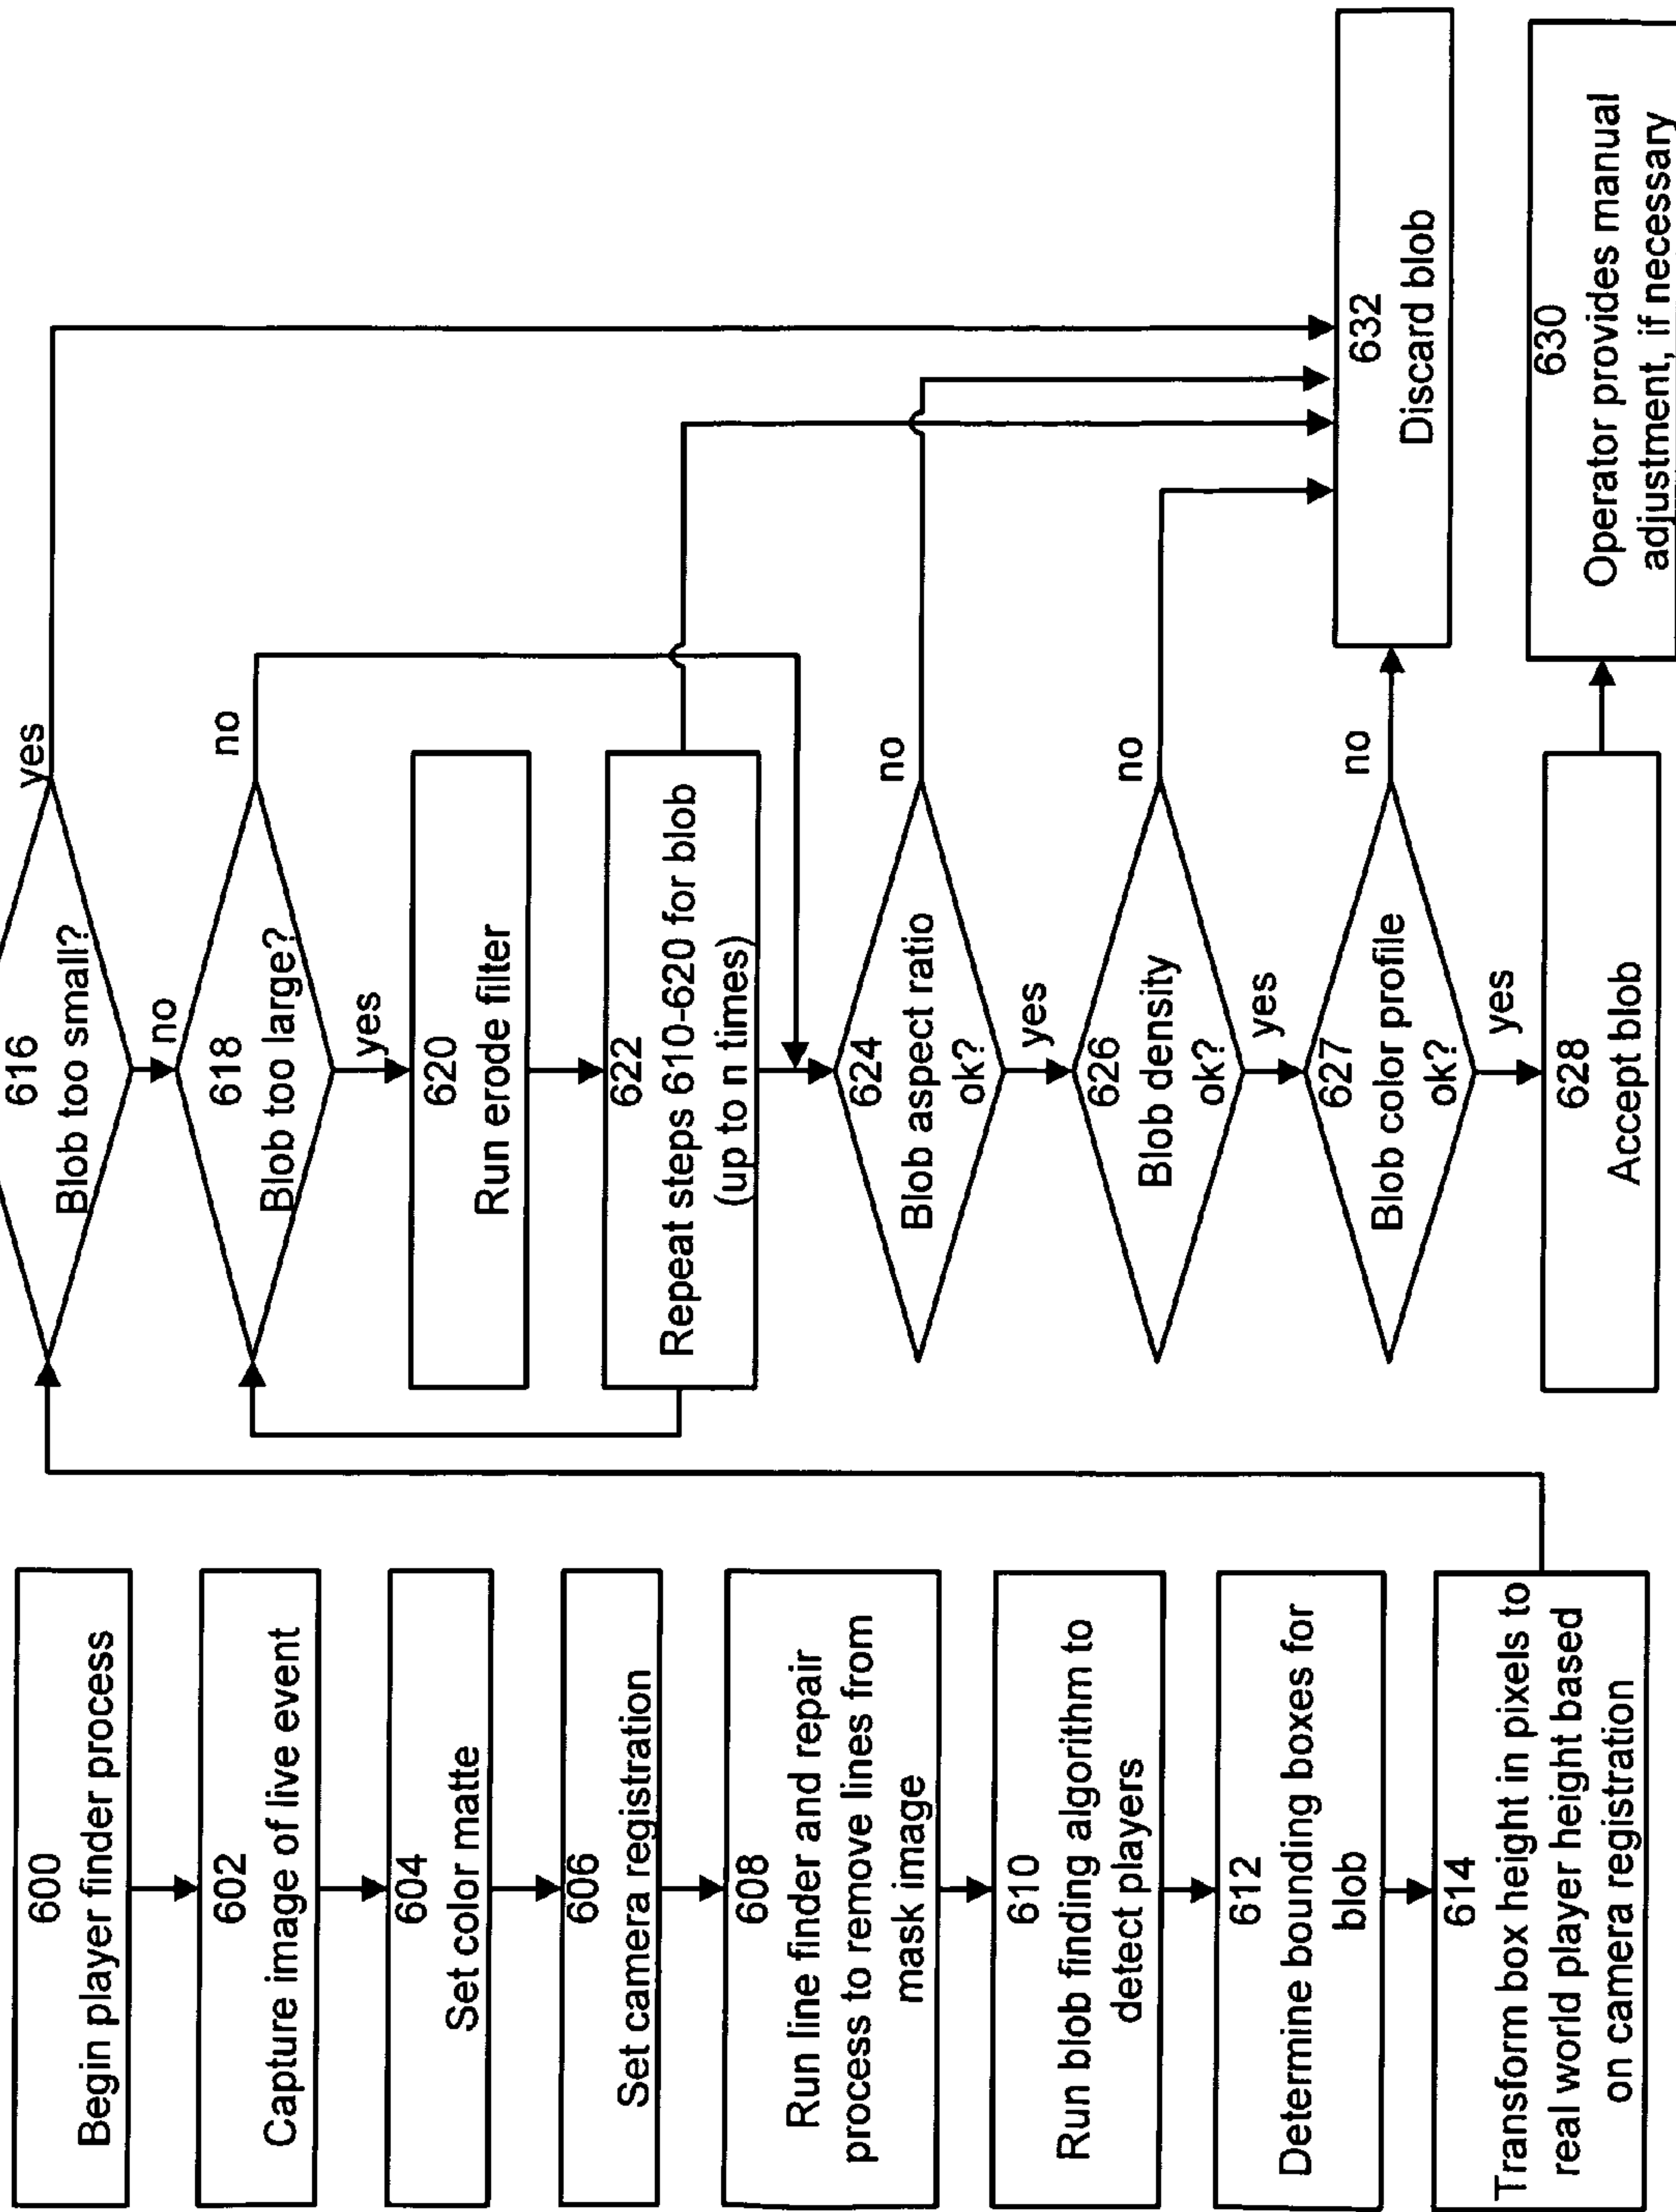 600
Begin player finder process
602
Capture image of live event
604
Set color matte
606
Set camera registration
608
Run line finder and repair
process to remove lines from
mask image
610
Run blob finding algorithm to
detect players
612
Determine bounding boxes for
blob
614
Transform box height in pixels to
real world player height based
on camera registration
616
Blob too small?
yes
no
618
Blob too large?
no
yes
620
Run erode filter
622
Repeat steps 610-620 for blob
(up to n times)
624
Blob aspect ratio
ok?
no
yes
626
Blob density
ok?
no
yes
627
Blob color profile
ok?
no
yes
628
Accept blob
632
Discard blob
630
Operator provides manual
adjustment, if necessary